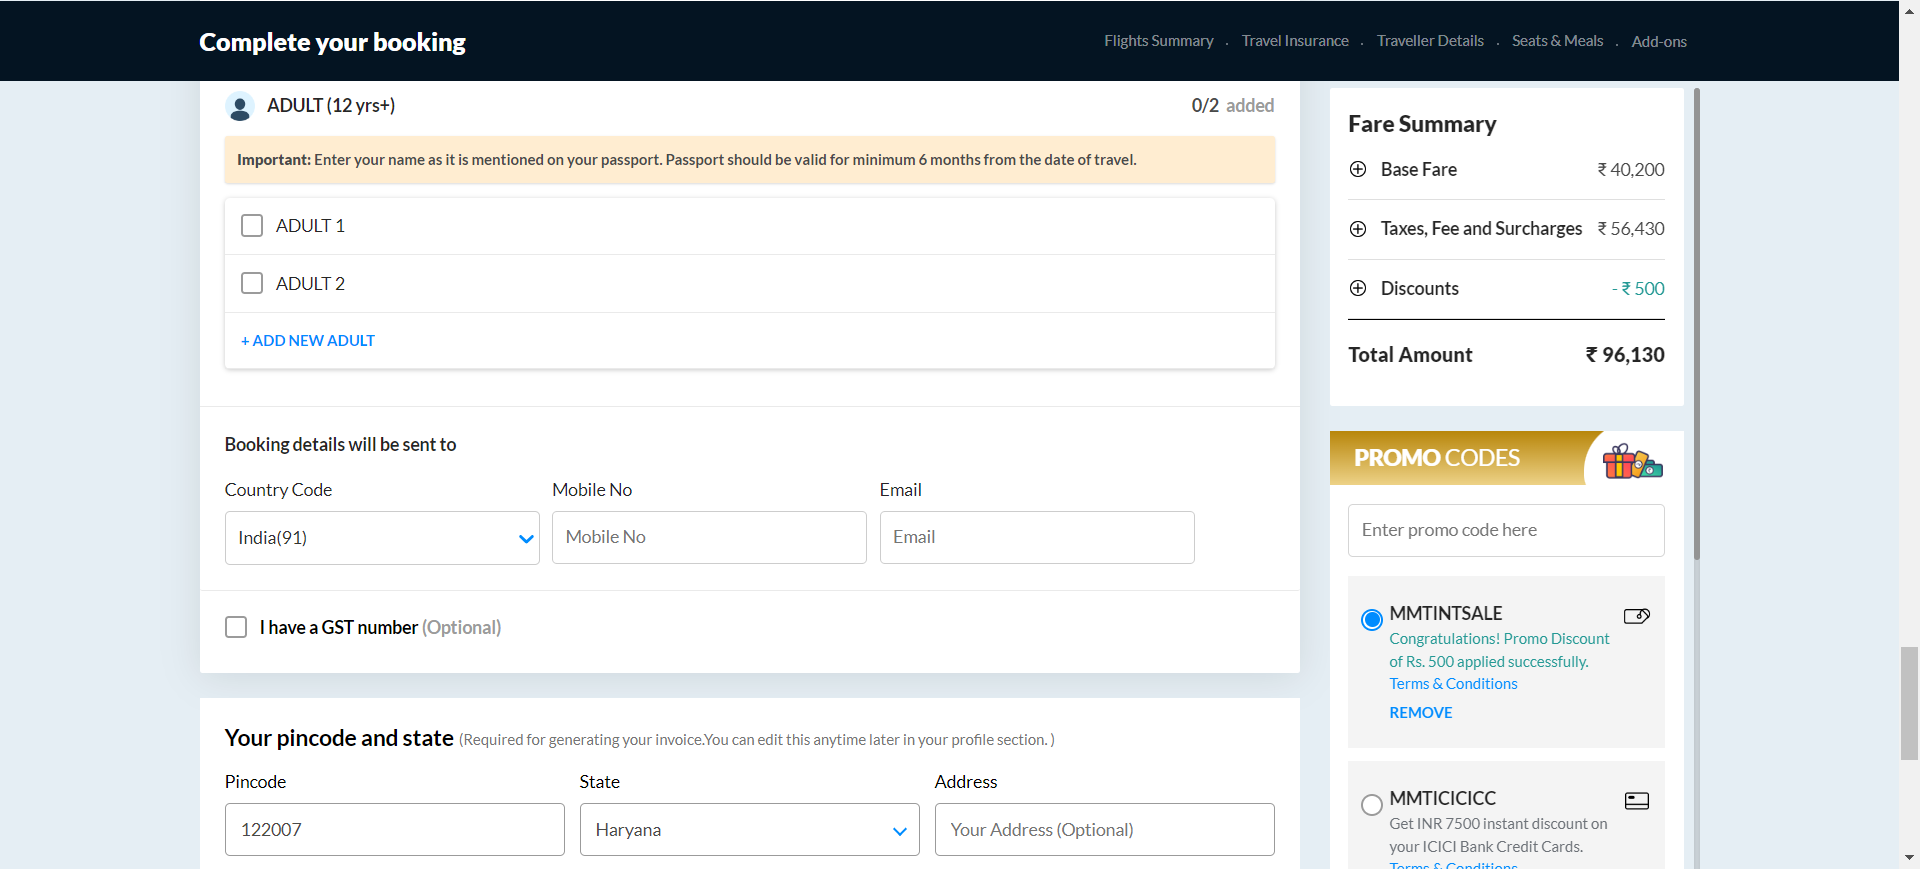 Complete your booking
Flights Summary . Travel Insurance . Traveller Details . Seats & Meals . Add-ons
ADULT (12 yrs+)
0/2 added
Important: Enter your name as it is mentioned on your passport. Passport should be valid for minimum 6 months from the date of travel.
ADULT 1
ADULT 2
+ ADD NEW ADULT
Booking details will be sent to
Country Code
India(91)
Mobile No
Mobile No
Email
Email
I have a GST number (Optional)
Your pincode and state (Required for generating your invoice.You can edit this anytime later in your profile section. )
Pincode
122007
State
Haryana
Address
Your Address (Optional)
Fare Summary
Base Fare ₹ 40,200
Taxes, Fee and Surcharges ₹ 56,430
Discounts - ₹ 500
Total Amount ₹ 96,130
PROMO CODES
Enter promo code here
MMTINTSALE
Congratulations! Promo Discount
of Rs. 500 applied successfully.
Terms & Conditions
REMOVE
MMTICICICC
Get INR 7500 instant discount on
your ICICI Bank Credit Cards.
Terms & Conditions